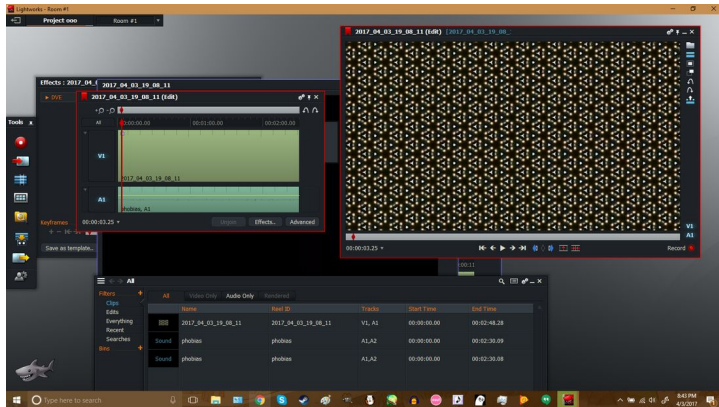 Lightworks - Room #1
Project 000
Room #1
2017_04_03_19_08_11 (Edit) [2017_04_03_19_08_
Effects : 2017_04_
2017_04_03_19_08_11
DVE
2017_04_03_19_08_11 (Edit)
Tools x
All 00:00:00.00 00:01:00.00 00:02:00.00
V1
2017_04_03_19_08_11
A1
phobias, A1
Keyframes
00:00:03.25
Unjoin Effects... Advanced
Save as template..
V1
A1
00:00:03.25
Record
00:11
All
Filters +
Clips
Edits
Everything
Recent
Searches
Bins +
All Video Only Audio Only Rendered
Name Reel ID Tracks Start Time End Time
2017_04_03_19_08_11 2017_04_03_19_08_11 V1, A1 00:00:00.00 00:02:48.28
Sound phobias phobias A1,A2 00:00:00.00 00:02:30.09
Sound phobias phobias A1,A2 00:00:00.00 00:02:30.08
Type here to search
8:43 PM
4/3/2017